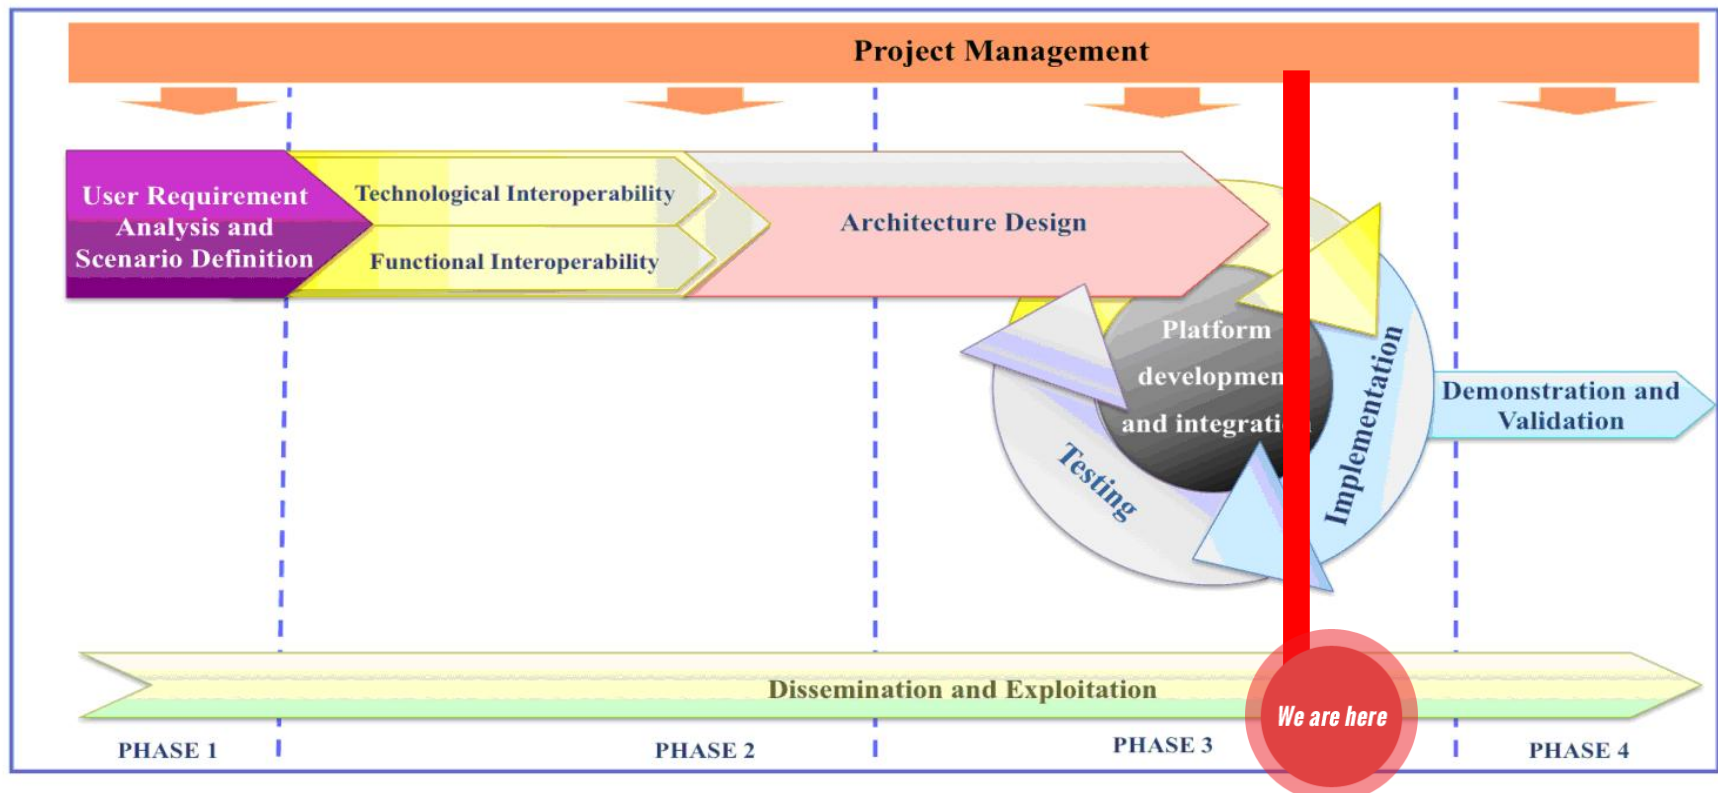 Project Management
User Requirement
Analysis and
Scenario Definition
Technological Interoperability
Functional Interoperability
Architecture Design
Platform
developmen
and integrati
Testing
Implementation
Demonstration and
Validation
Dissemination and Exploitation
We are here
PHASE 1
PHASE 2
PHASE 3
PHASE 4